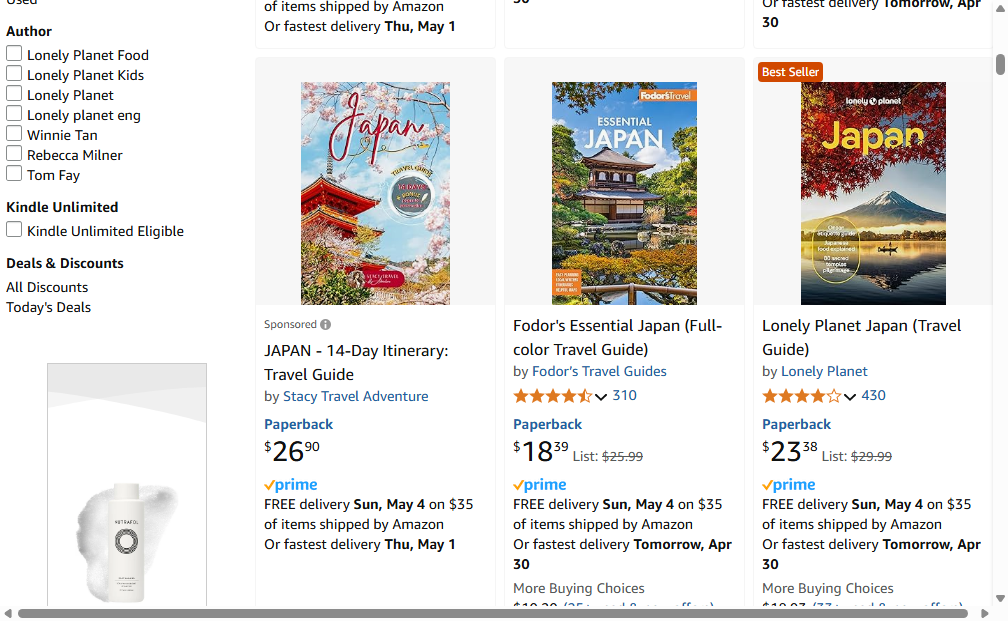 Used
Author
Lonely Planet Food
Lonely Planet Kids
Lonely Planet
Lonely planet eng
Winnie Tan
Rebecca Milner
Tom Fay
Kindle Unlimited
Kindle Unlimited Eligible
Deals & Discounts
All Discounts
Today's Deals
NUTRAFOL
of items shipped by Amazon
Or fastest delivery Thu, May 1
Japan
TRAVEL GUIDE
Sponsored
JAPAN - 14-Day Itinerary:
Travel Guide
by Stacy Travel Adventure
Paperback
$26.90
prime
FREE delivery Sun, May 4 on $35
of items shipped by Amazon
Or fastest delivery Thu, May 1
30
Fodor's Travel
ESSENTIAL
JAPAN
Fodor's Essential Japan (Full-
color Travel Guide)
by Fodor's Travel Guides
310
Paperback
$18.39 List: $25.99
prime
FREE delivery Sun, May 4 on $35
of items shipped by Amazon
Or fastest delivery Tomorrow, Apr
30
More Buying Choices
Or fastest delivery Tomorrow, Apr
30
Best Seller
lonely planet
Japan
Lonely Planet Japan (Travel
Guide)
by Lonely Planet
430
Paperback
$23.38 List: $29.99
prime
FREE delivery Sun, May 4 on $35
of items shipped by Amazon
Or fastest delivery Tomorrow, Apr
30
More Buying Choices